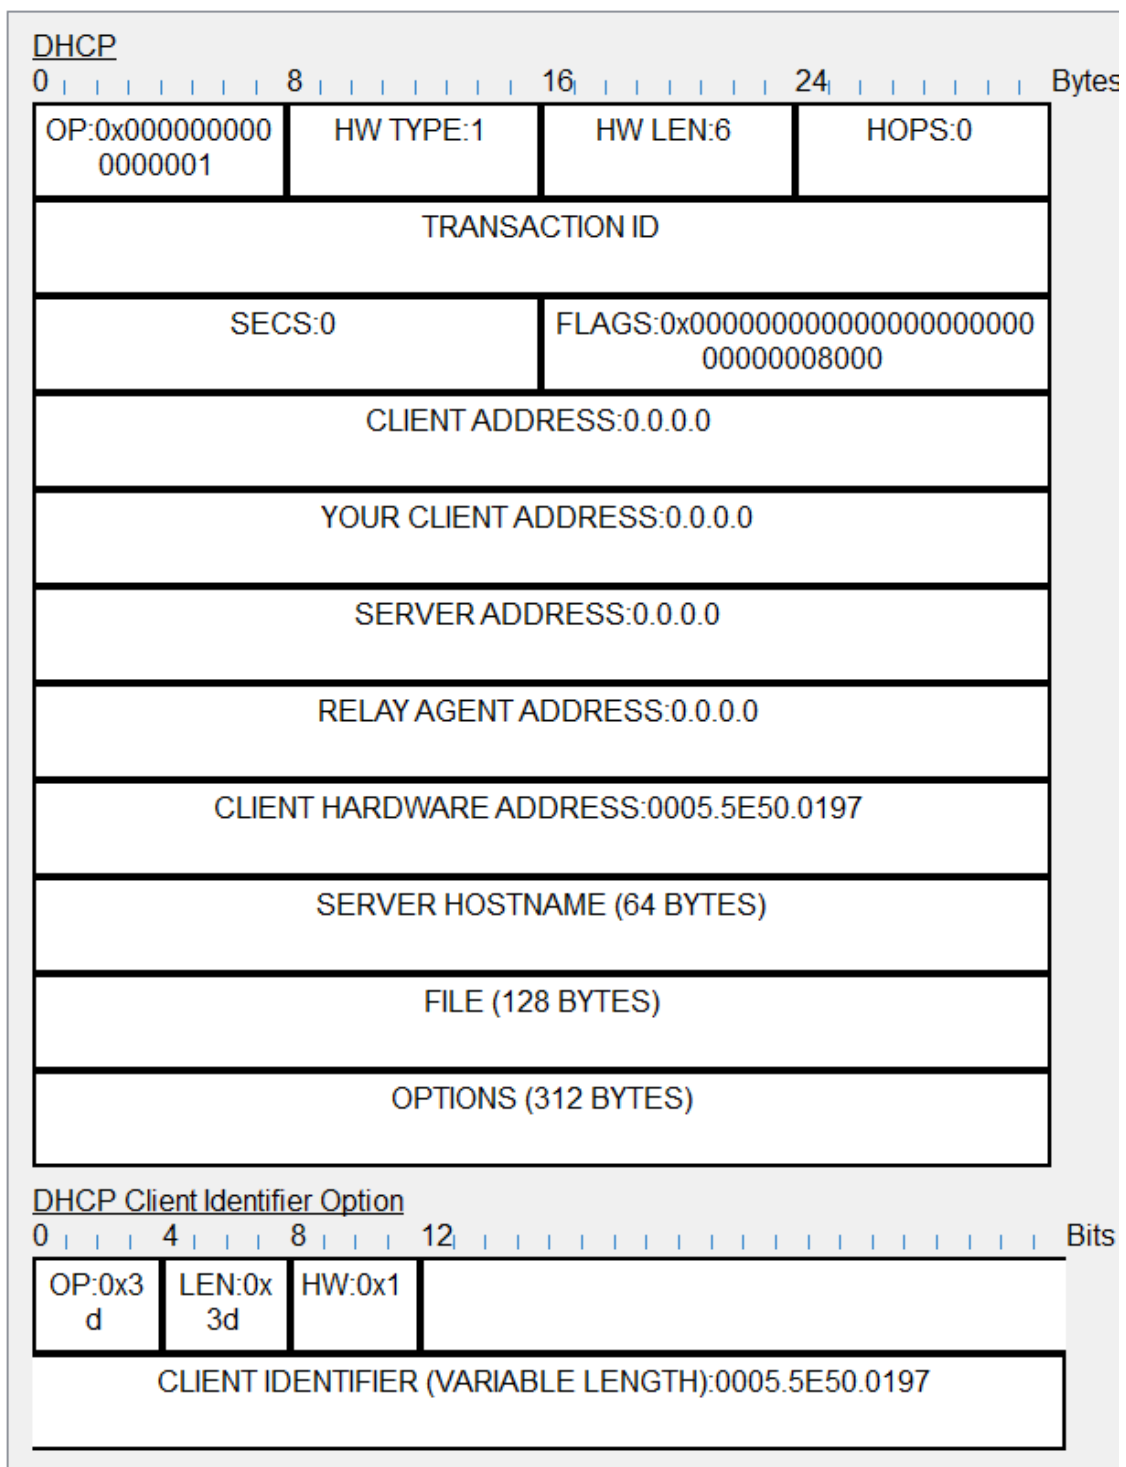 DHCP
0 8 16 24 Bytes
OP:0x000000000 HW TYPE:1 HW LEN:6 HOPS:0
0000001
TRANSACTION ID
SECS:0 FLAGS:0x000000000000000000000
00000008000
CLIENT ADDRESS:0.0.0.0
YOUR CLIENT ADDRESS:0.0.0.0
SERVER ADDRESS:0.0.0.0
RELAY AGENT ADDRESS:0.0.0.0
CLIENT HARDWARE ADDRESS:0005.5E50.0197
SERVER HOSTNAME (64 BYTES)
FILE (128 BYTES)
OPTIONS (312 BYTES)
DHCP Client Identifier Option
0 4 8 12 Bits
OP:0x3 LEN:0x HW:0x1
d 3d
CLIENT IDENTIFIER (VARIABLE LENGTH):0005.5E50.0197